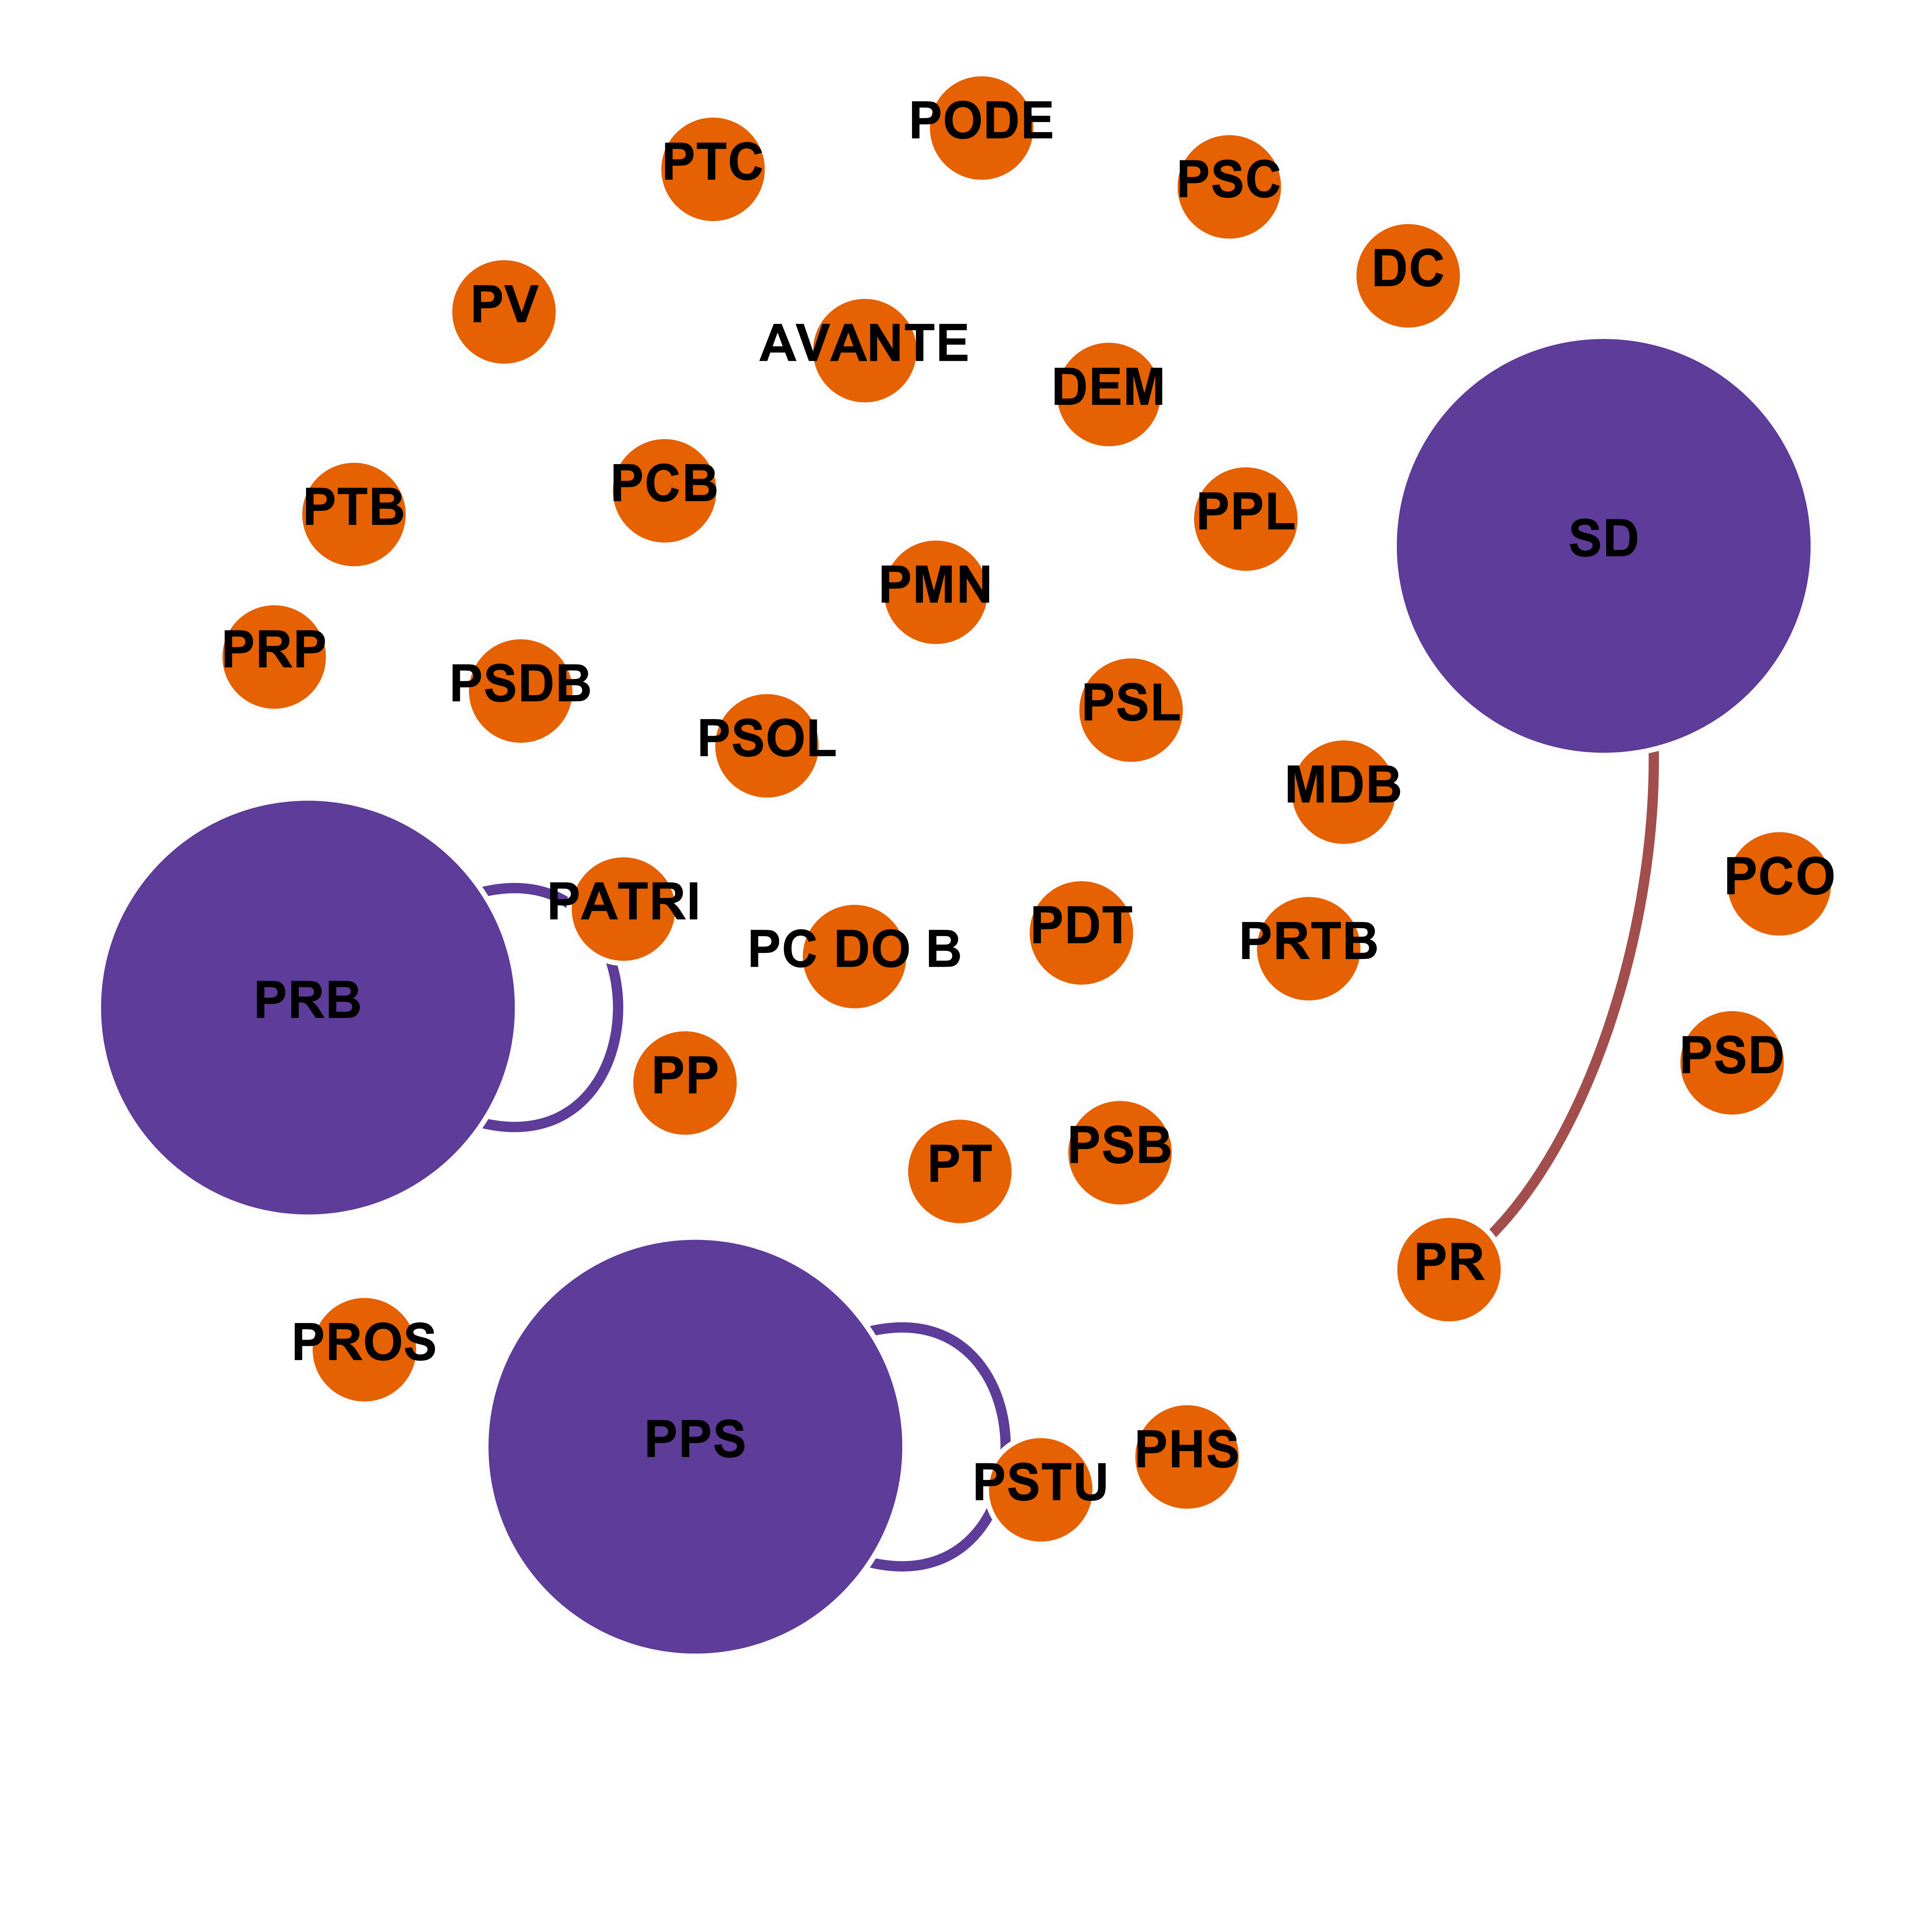 PODE
PTC
PSC
DC
PV
AVANTE
DEM
PCB
PTB
PPL
SD
PMN
PRP
PSDB
PSL
PSOL
MDB
PCO
PATRI
PDT
PRTB
PC DO B
PRB
PSD
PP
PSB
PT
PR
PROS
PPS
PHS
PSTU